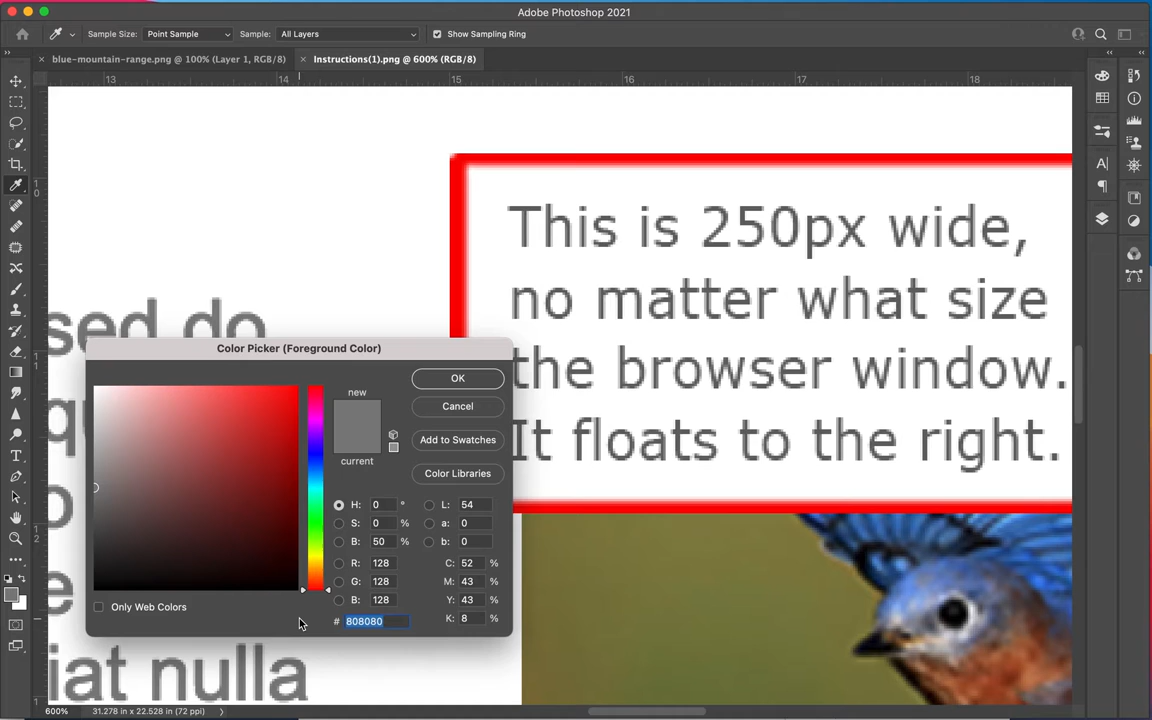 Adobe Photoshop 2021
Sample Size: Point Sample Sample: All Layers Show Sampling Ring
blue-mountain-range.png @ 100% (Layer 1, RGB/8) Instructions(1).png @ 600% (RGB/8)
13 14 15 16 17 18
This is 250px wide,
no matter what size
the browser window.
It floats to the right.
sed do
qu
iat nulla
Color Picker (Foreground Color)
new
current
OK
Cancel
Add to Swatches
Color Libraries
H: 0 ° L: 54
S: 0 % a: 0
B: 50 % b: 0
R: 128 C: 52 %
G: 128 M: 43 %
B: 128 Y: 43 %
# 808080 K: 8 %
Only Web Colors
600% 31.278 in x 22.528 in (72 ppi)